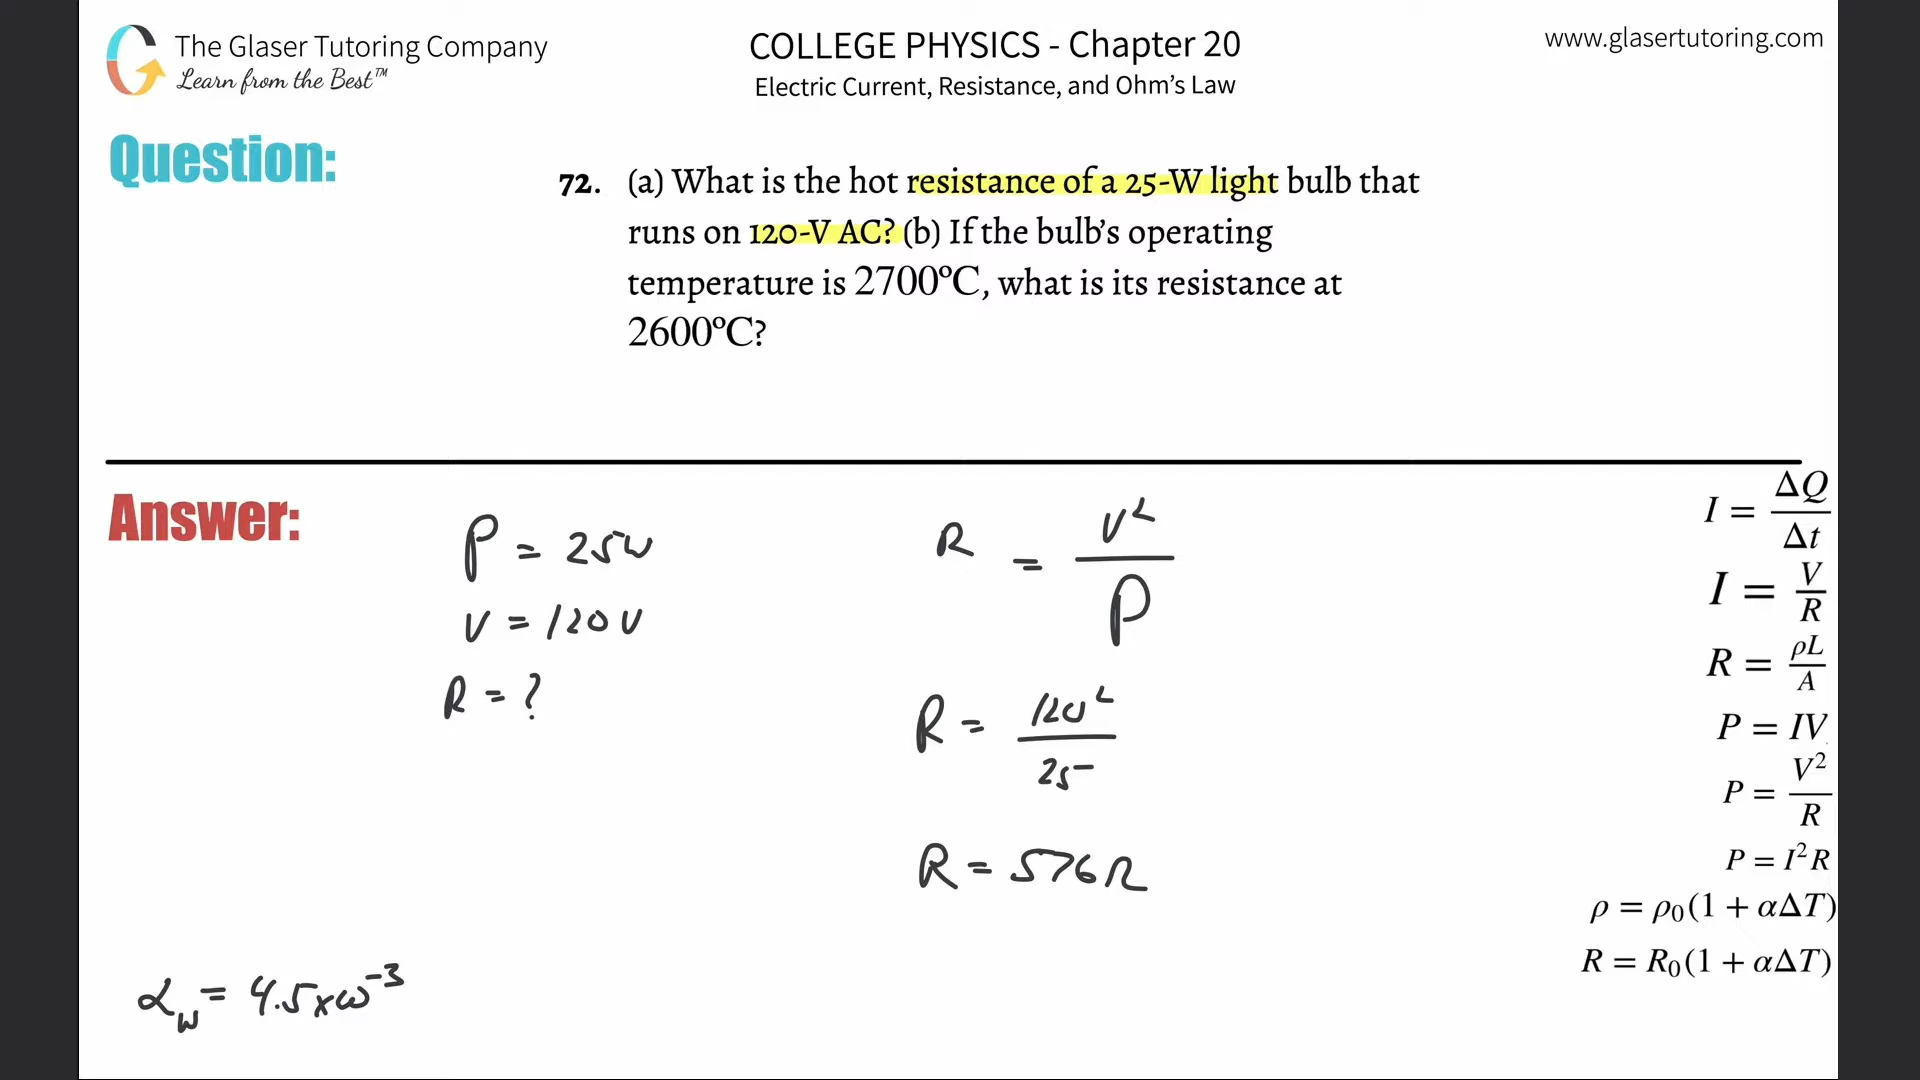 The Glaser Tutoring Company
Learn from the Best™
COLLEGE PHYSICS - Chapter 20
Electric Current, Resistance, and Ohm's Law
www.glasertutoring.com
Question:
72. (a) What is the hot resistance of a 25-W light bulb that
runs on 120-V AC? (b) If the bulb's operating
temperature is 2700ºC, what is its resistance at
2600ºC?
Answer:
P = 25W
V = 120V
R = ?
R = V² / P
R = 120² / 25
R = 576Ω
α_W = 4.5x10⁻³
I = ΔQ / Δt
I = V / R
R = ρL / A
P = IV
P = V² / R
P = I²R
ρ = ρ₀(1 + αΔT)
R = R₀(1 + αΔT)